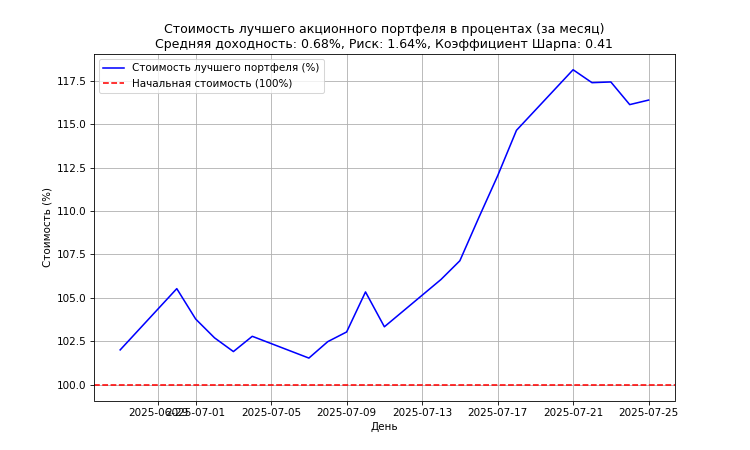 Стоимость лучшего акционного портфеля в процентах (за месяц)
Средняя доходность: 0.68%, Риск: 1.64%, Коэффициент Шарпа: 0.41
Стоимость лучшего портфеля (%)
Начальная стоимость (100%)
117.5
115.0
112.5
110.0
107.5
105.0
102.5
100.0
Стоимость (%)
2025-06-29 2025-07-01 2025-07-05 2025-07-09 2025-07-13 2025-07-17 2025-07-21 2025-07-25
День